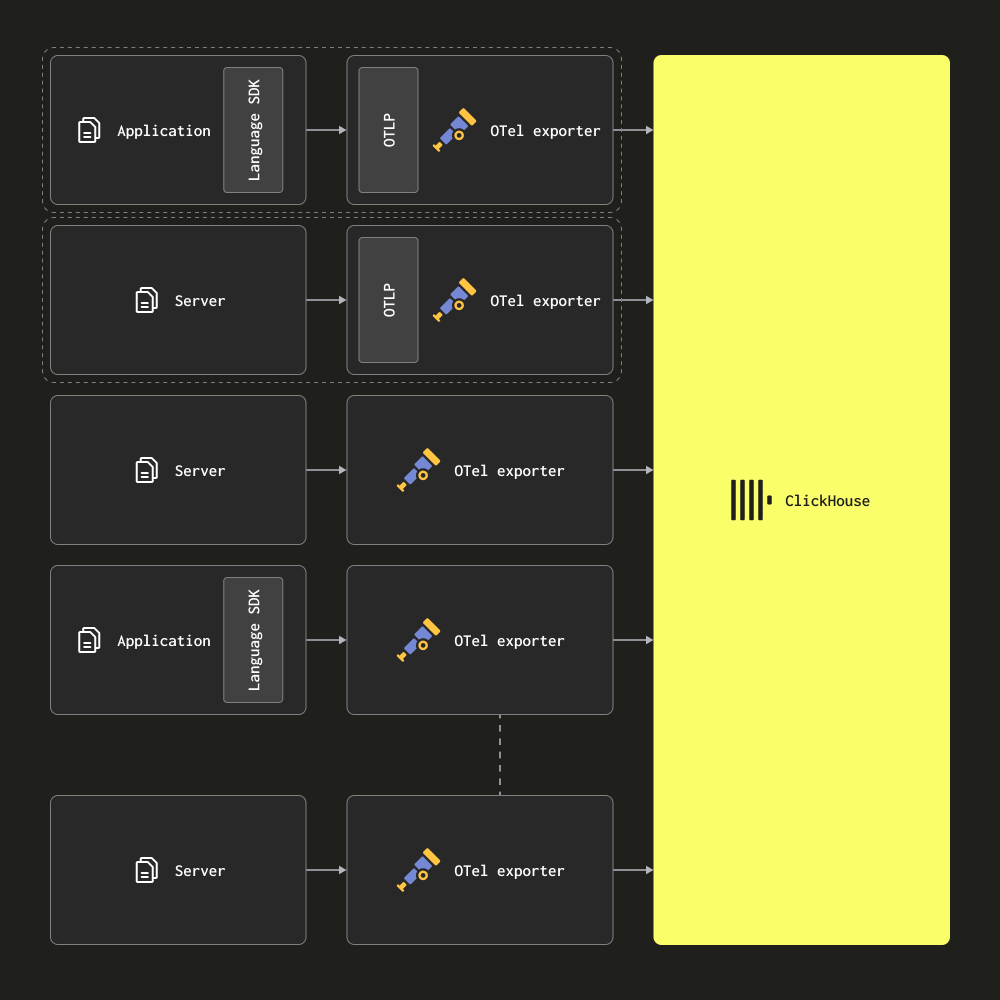 Application
Language SDK
OTLP
OTel exporter
Server
OTLP
OTel exporter
Server
OTel exporter
ClickHouse
Application
Language SDK
OTel exporter
Server
OTel exporter